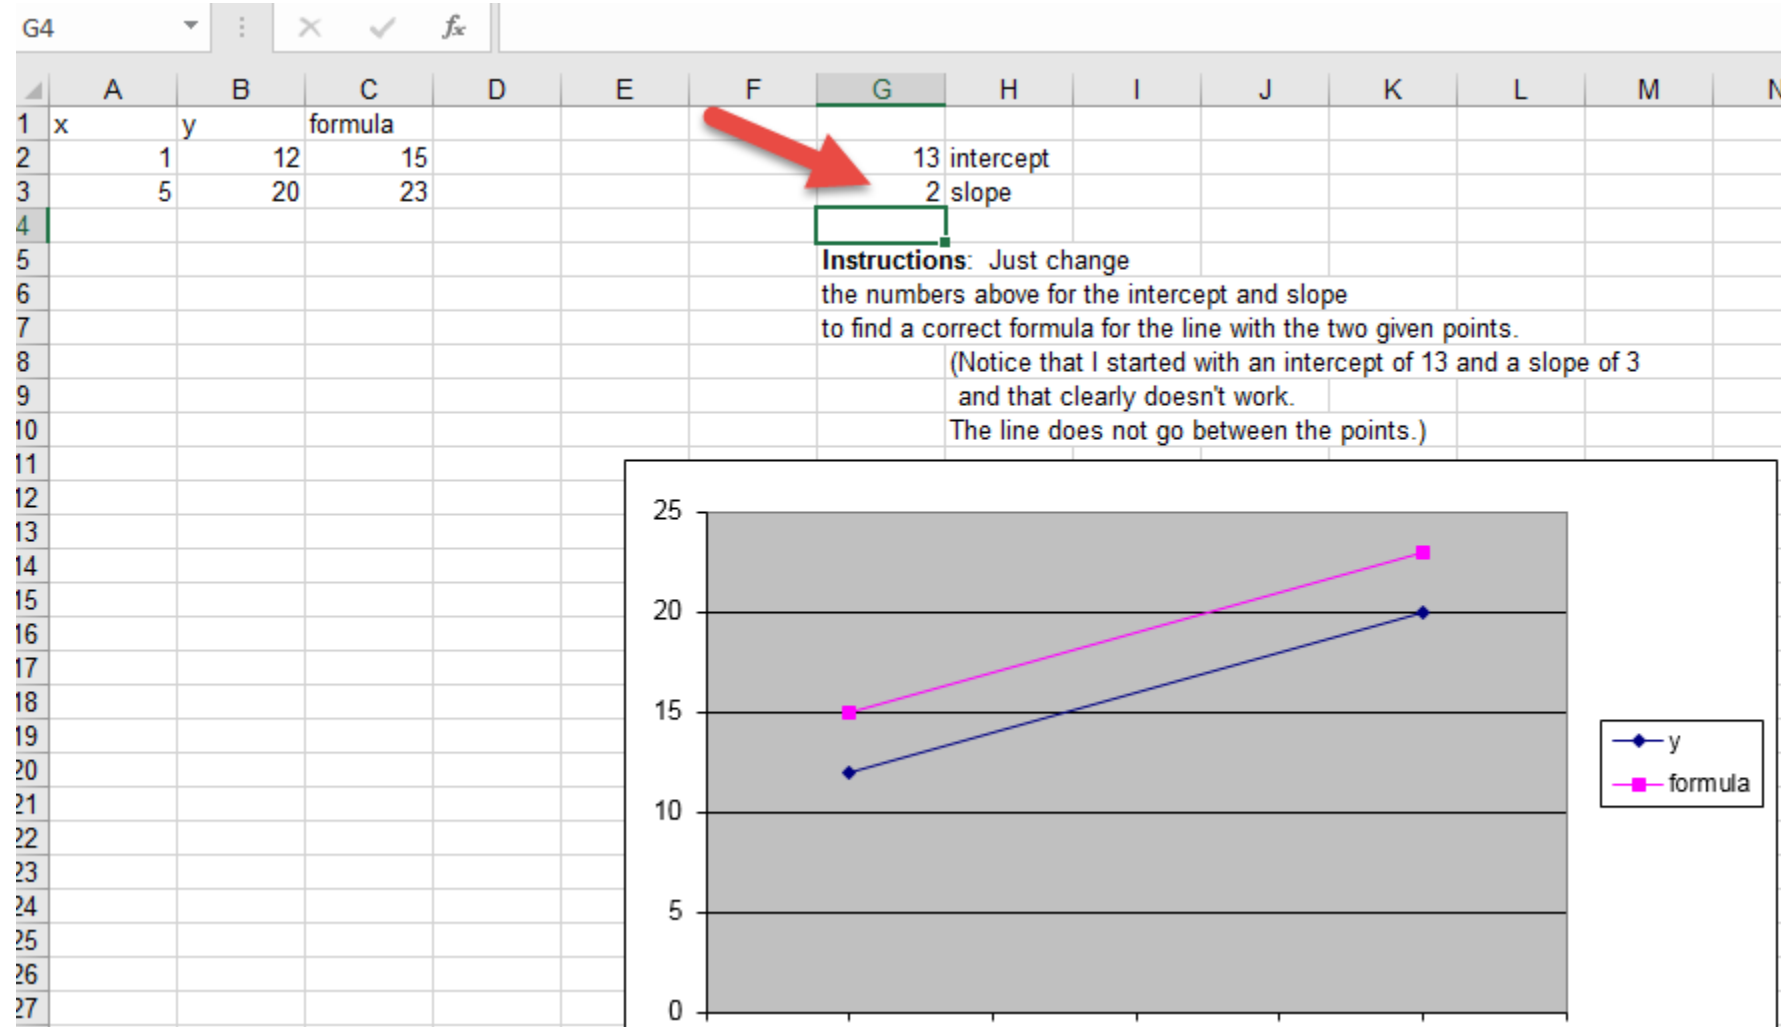 G4 fx
A B C D E F G H I J K L M N
1 x y formula
2 1 12 15 13 intercept
3 5 20 23 2 slope
4
5 Instructions: Just change
6 the numbers above for the intercept and slope
7 to find a correct formula for the line with the two given points.
8 (Notice that I started with an intercept of 13 and a slope of 3
9 and that clearly doesn't work.
10 The line does not go between the points.)
11
12
13
14
15
16
17
18
19
20
21
22
23
24
25
26
27
25
20
15
10
5
0
y
formula